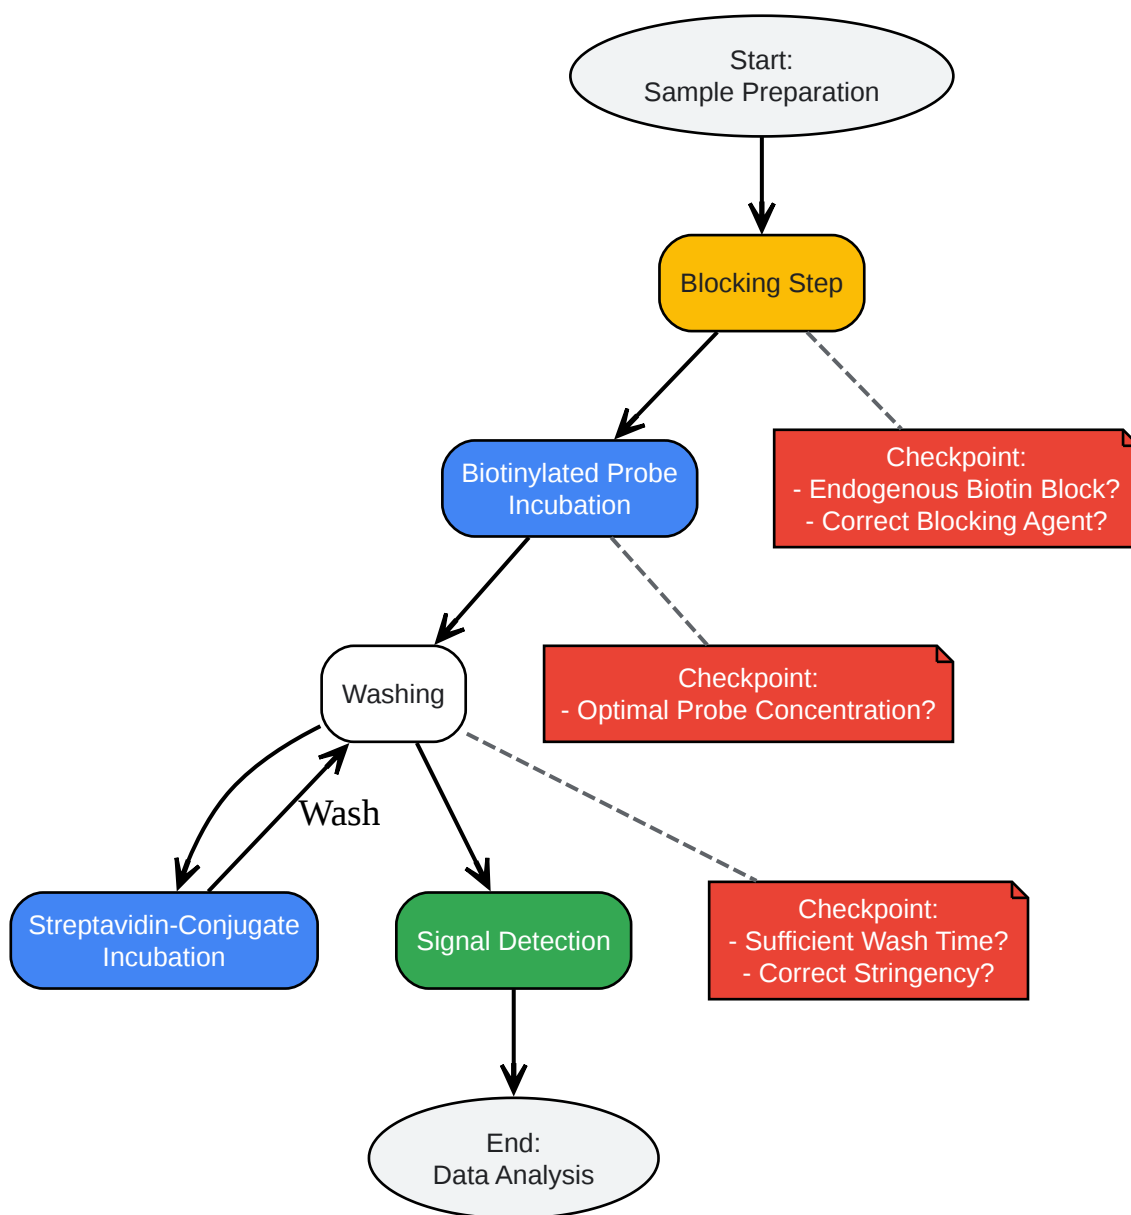 Start:
Sample Preparation
Blocking Step
Biotinylated Probe
Incubation
Checkpoint:
- Endogenous Biotin Block?
- Correct Blocking Agent?
Washing
Checkpoint:
- Optimal Probe Concentration?
Wash
Streptavidin-Conjugate
Incubation
Signal Detection
Checkpoint:
- Sufficient Wash Time?
- Correct Stringency?
End:
Data Analysis